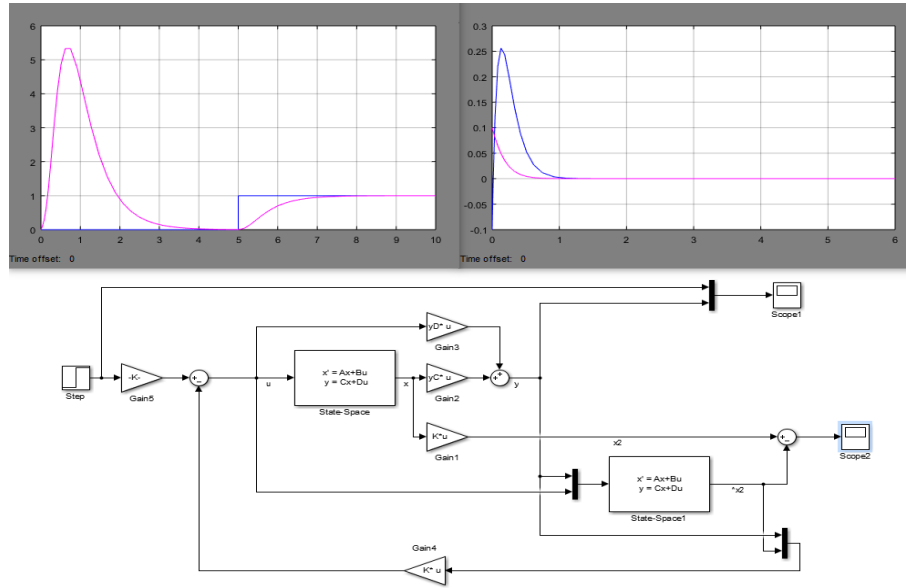 6
5
4
3
2
1
0
0 1 2 3 4 5 6 7 8 9 10
Time offset: 0
0.3
0.25
0.2
0.15
0.1
0.05
0
-0.05
-0.1
0 1 2 3 4 5 6
Time offset: 0
Scope1
yD* u
Gain3
Step
-K-
Gain5
+
-
u
x' = Ax+Bu
y = Cx+Du
State-Space
x
yC* u
Gain2
+
+
y
K*u
Gain1
x2
+
-
Scope2
x' = Ax+Bu
y = Cx+Du
State-Space1
^x2
Gain4
K* u